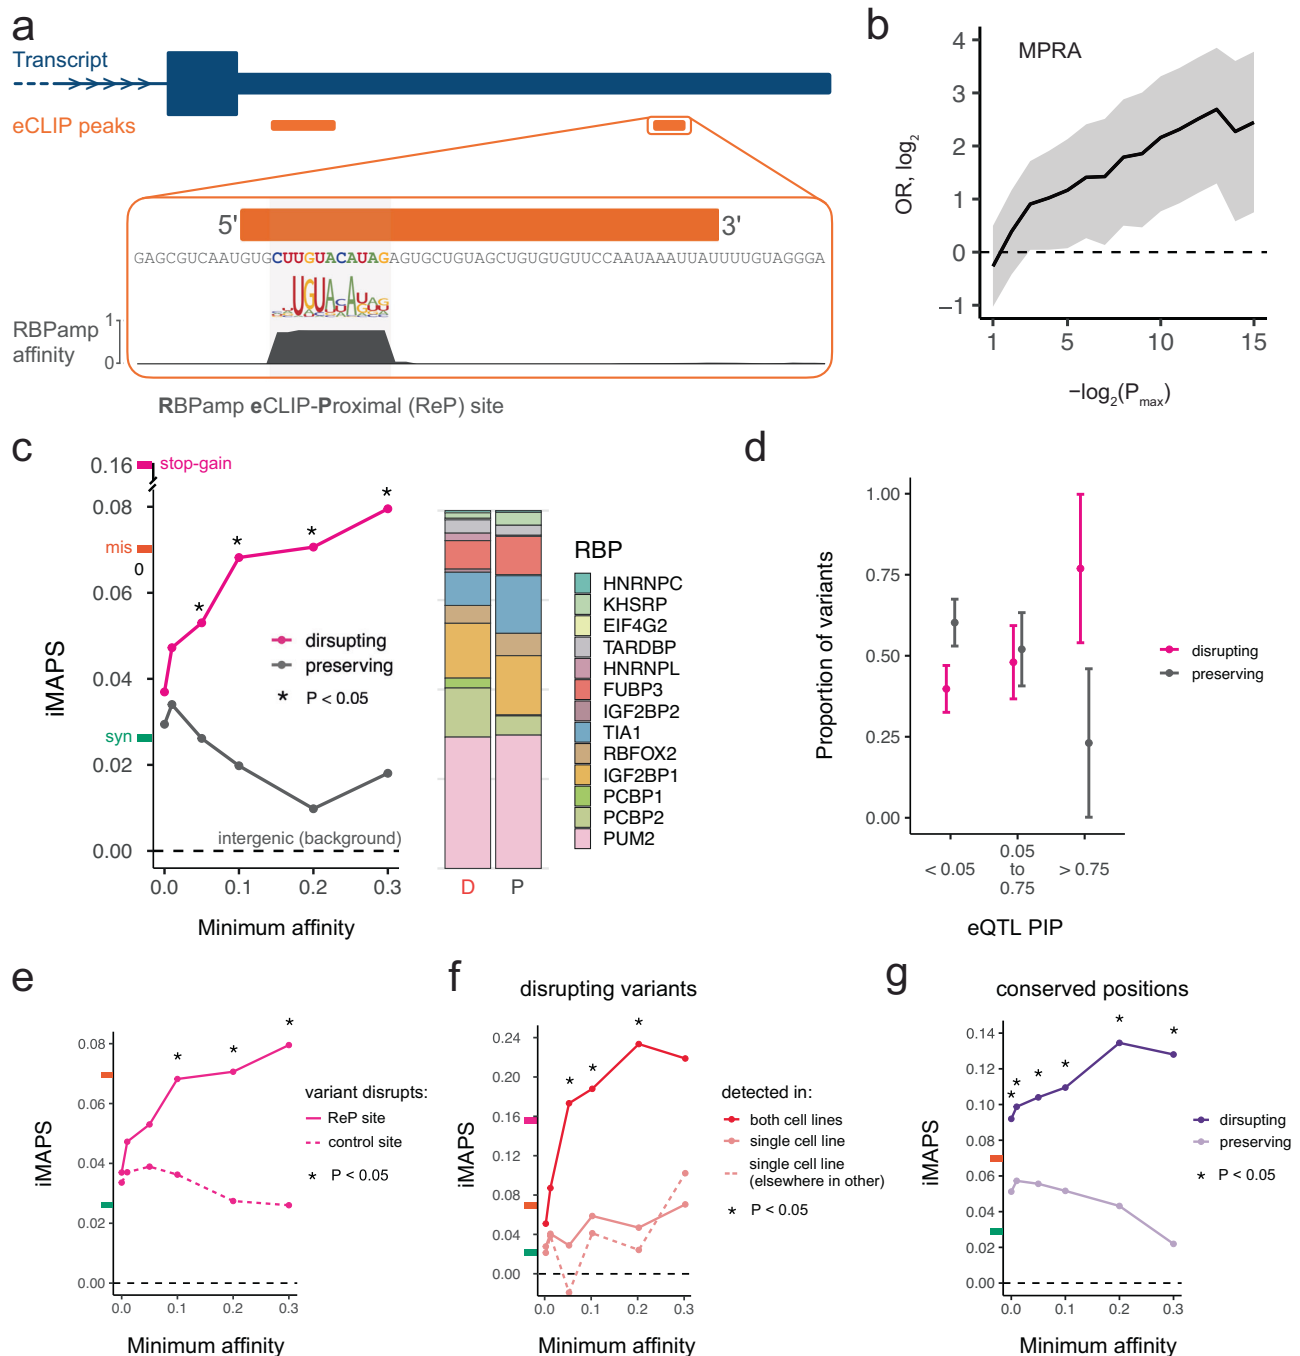 a
Transcript
eCLIP peaks
5'
3'
GAGCGUCAAUGUGCUUGUACAUAGAGUGCUGUAGCUGUGUGUUCCAAUAAAUUAUUUUGUAGGGA
UGUA A
1
RBPamp
affinity
0
RBPamp eCLIP-Proximal (ReP) site
b
MPRA
OR, log2
4
3
2
1
0
−1
1
5
10
15
−log2(Pmax)
c
0.16
stop-gain
0.08
mis
0
0.06
0.04
syn
0.02
0.00
iMAPS
*
*
*
*
dirsupting
preserving
* P < 0.05
intergenic (background)
0.0
0.1
0.2
0.3
Minimum affinity
D
P
RBP
HNRNPC
KHSRP
EIF4G2
TARDBP
HNRNPL
FUBP3
IGF2BP2
TIA1
RBFOX2
IGF2BP1
PCBP1
PCBP2
PUM2
d
Proportion of variants
1.00
0.75
0.50
0.25
0.00
< 0.05
0.05
to
0.75
> 0.75
eQTL PIP
disrupting
preserving
e
iMAPS
0.08
0.06
0.04
0.02
0.00
*
*
*
variant disrupts:
ReP site
control site
* P < 0.05
0.0
0.1
0.2
0.3
Minimum affinity
f
disrupting variants
iMAPS
0.24
0.20
0.16
0.12
0.08
0.04
0.00
*
*
*
detected in:
both cell lines
single cell line
single cell line
(elsewhere in other)
* P < 0.05
0.0
0.1
0.2
0.3
Minimum affinity
g
conserved positions
iMAPS
0.14
0.12
0.10
0.08
0.06
0.04
0.02
0.00
*
*
*
*
*
*
disrupting
preserving
* P < 0.05
0.0
0.1
0.2
0.3
Minimum affinity